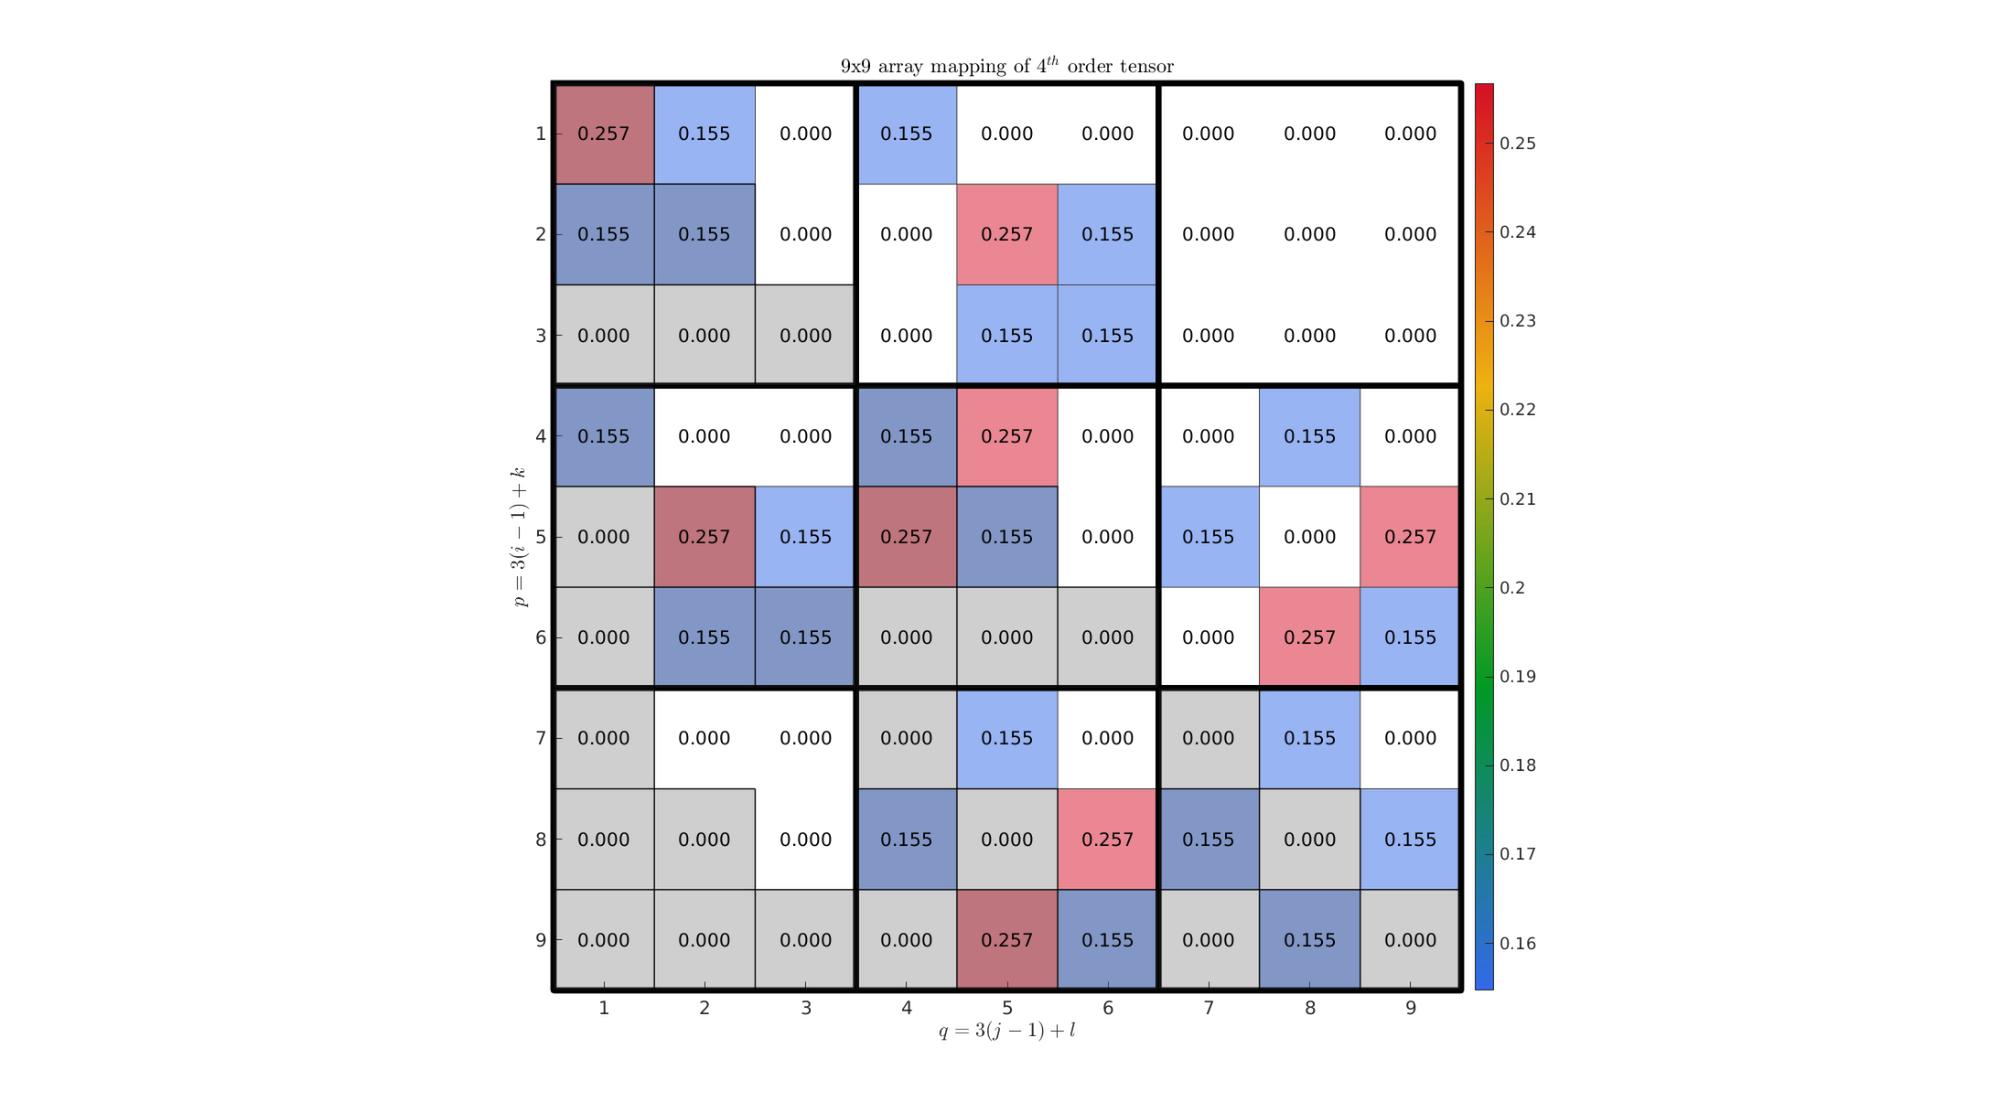 9x9 array mapping of 4^{th} order tensor
1 0.257 0.155 0.000 0.155 0.000 0.000 0.000 0.000 0.000
2 0.155 0.155 0.000 0.000 0.257 0.155 0.000 0.000 0.000
3 0.000 0.000 0.000 0.000 0.155 0.155 0.000 0.000 0.000
4 0.155 0.000 0.000 0.155 0.257 0.000 0.000 0.155 0.000
5 0.000 0.257 0.155 0.257 0.155 0.000 0.155 0.000 0.257
6 0.000 0.155 0.155 0.000 0.000 0.000 0.000 0.257 0.155
7 0.000 0.000 0.000 0.000 0.155 0.000 0.000 0.155 0.000
8 0.000 0.000 0.000 0.155 0.000 0.257 0.155 0.000 0.155
9 0.000 0.000 0.000 0.000 0.257 0.155 0.000 0.155 0.000
1 2 3 4 5 6 7 8 9
q = 3(j − 1) + l
p = 3(i − 1) + k
0.25
0.24
0.23
0.22
0.21
0.2
0.19
0.18
0.17
0.16